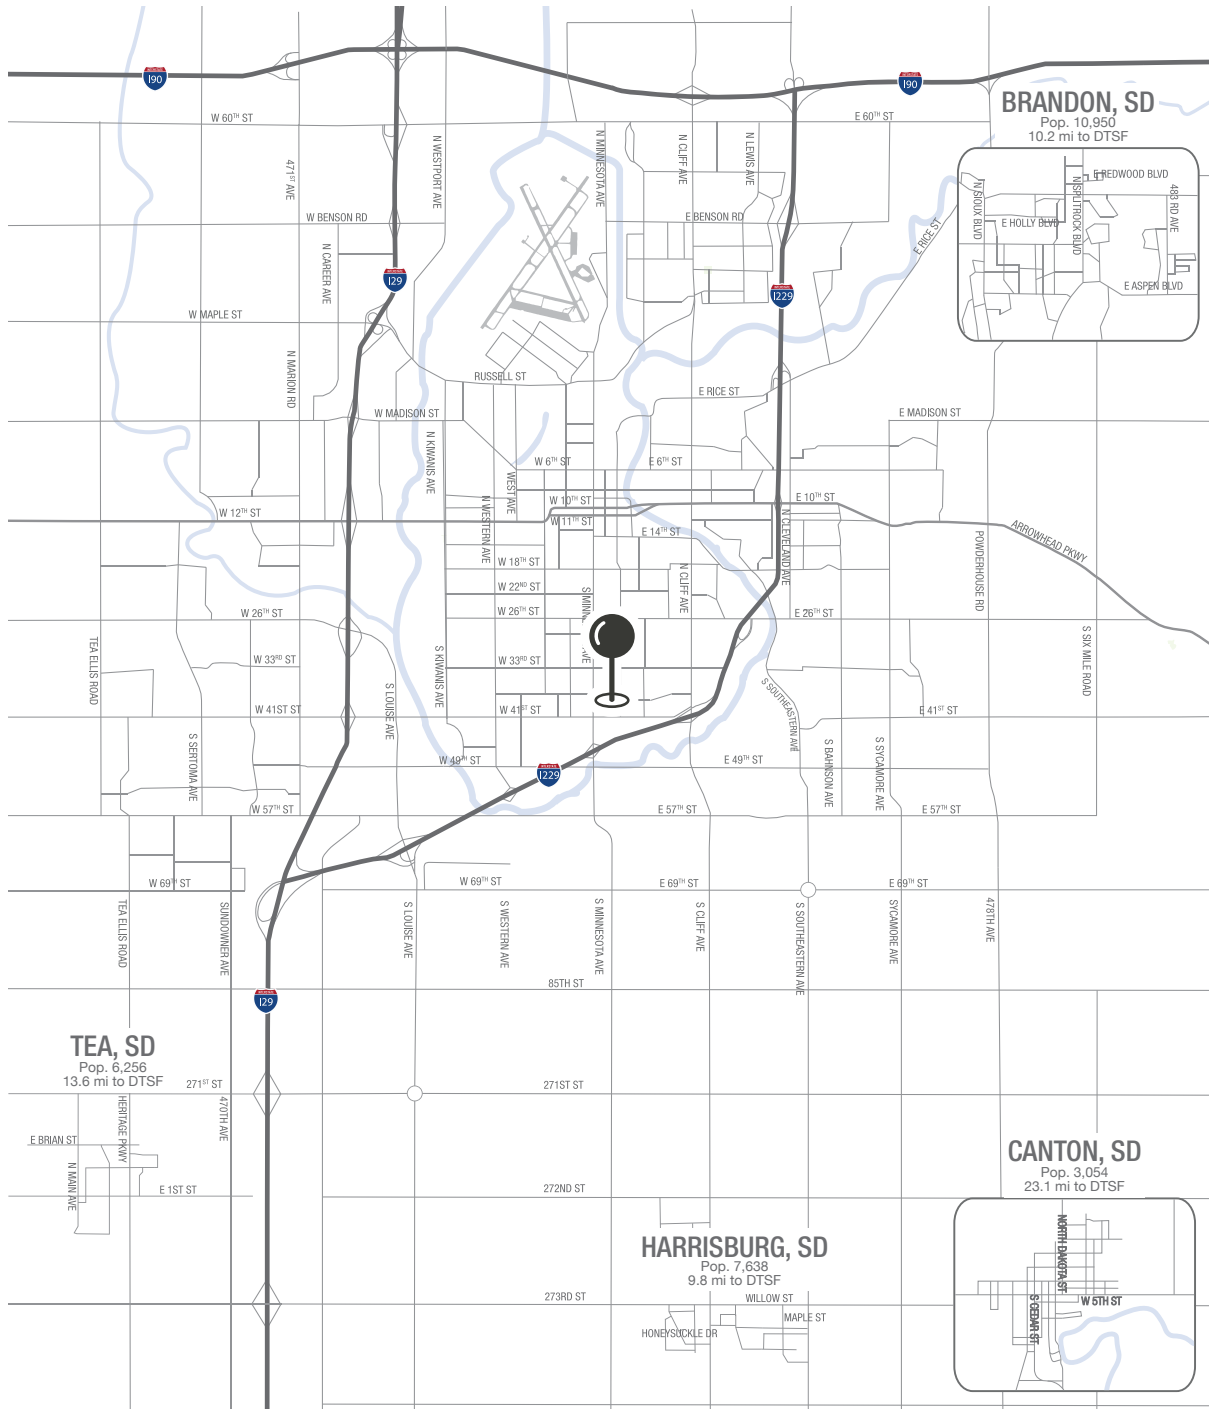 I90
I90
BRANDON, SD
Pop. 10,950
10.2 mi to DTSF
W 60TH ST
E 60TH ST
N WESTPORT AVE
N MINNESOTA AVE
N CLIFF AVE
N LEWIS AVE
471ST AVE
E REDWOOD BLVD
N SIOUX BLVD
N SPLITROCK BLVD
483 RD AVE
E HOLLY BLVD
E ASPEN BLVD
W BENSON RD
E BENSON RD
E RICE ST
N CAREER AVE
I29
I229
W MAPLE ST
N MARION RD
RUSSELL ST
E RICE ST
W MADISON ST
E MADISON ST
N KIWANIS AVE
W 6TH ST
E 6TH ST
WEST AVE
W 10TH ST
E 10TH ST
W 12TH ST
N WESTERN AVE
W 11TH ST
E 14TH ST
N CLEVELAND AVE
ARROWHEAD PKWY
POWDERHOUSE RD
W 18TH ST
N CLIFF AVE
W 22ND ST
S MINN
VE
W 26TH ST
W 26TH ST
E 26TH ST
TEA ELLIS ROAD
S SIX MILE ROAD
W 33RD ST
W 33RD ST
S KIWANIS AVE
S LOUISE AVE
S SOUTHEASTERN AVE
W 41ST ST
W 41ST ST
E 41ST ST
S SERTOMA AVE
S BAHNSON AVE
S SYCAMORE AVE
W 49TH ST
E 49TH ST
I229
W 57TH ST
E 57TH ST
E 57TH ST
W 69TH ST
W 69TH ST
E 69TH ST
E 69TH ST
TEA ELLIS ROAD
SUNDOWNER AVE
S LOUISE AVE
S WESTERN AVE
S MINNESOTA AVE
S CLIFF AVE
S SOUTHEASTERN AVE
SYCAMORE AVE
478TH AVE
85TH ST
I29
TEA, SD
Pop. 6,256
13.6 mi to DTSF
271ST ST
271ST ST
HERITAGE PKWY
470TH AVE
E BRIAN ST
N MAIN AVE
E 1ST ST
272ND ST
CANTON, SD
Pop. 3,054
23.1 mi to DTSF
NORTH DAKOTA ST
W 5TH ST
S CEDAR ST
HARRISBURG, SD
Pop. 7,638
9.8 mi to DTSF
273RD ST
WILLOW ST
MAPLE ST
HONEYSUCKLE DR